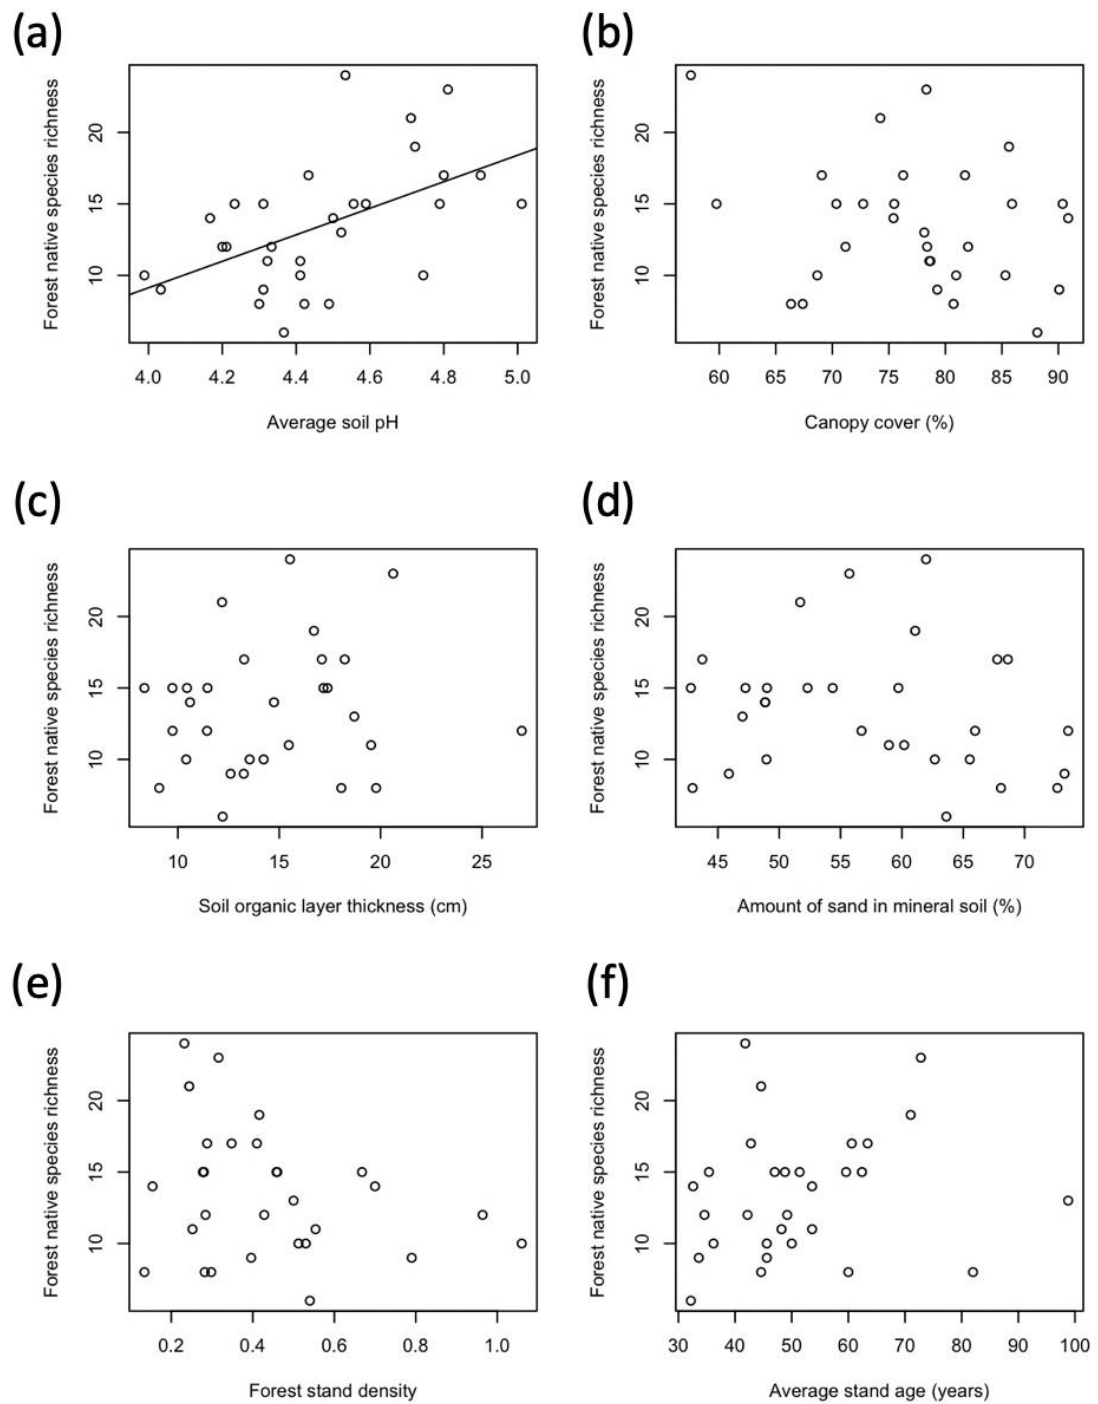 (a)
Forest native species richness
20
15
10
4.0 4.2 4.4 4.6 4.8 5.0
Average soil pH
(b)
Forest native species richness
20
15
10
60 65 70 75 80 85 90
Canopy cover (%)
(c)
Forest native species richness
20
15
10
10 15 20 25
Soil organic layer thickness (cm)
(d)
Forest native species richness
20
15
10
45 50 55 60 65 70
Amount of sand in mineral soil (%)
(e)
Forest native species richness
20
15
10
0.2 0.4 0.6 0.8 1.0
Forest stand density
(f)
Forest native species richness
20
15
10
30 40 50 60 70 80 90 100
Average stand age (years)